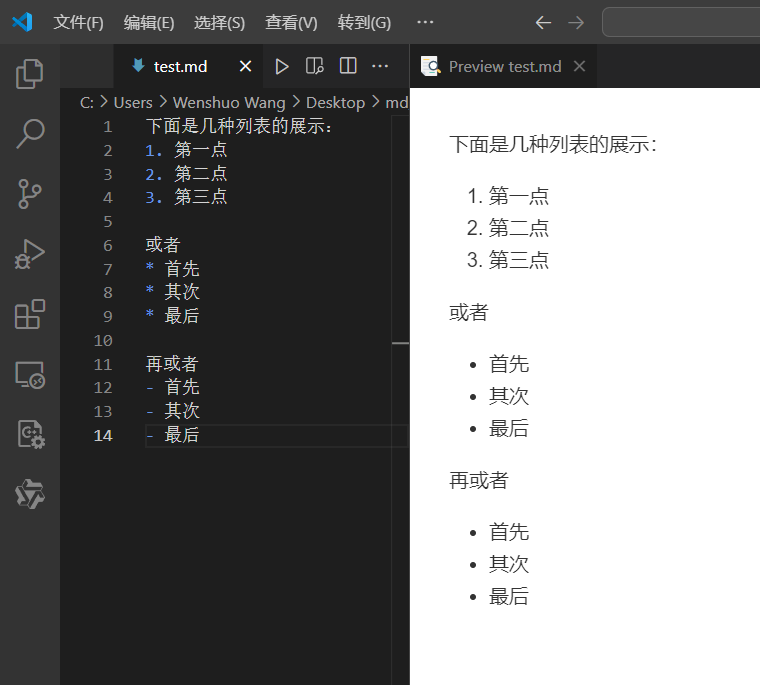 文件(F) 编辑(E) 选择(S) 查看(V) 转到(G) ···
test.md
Preview test.md
C: > Users > Wenshuo Wang > Desktop > md
1 下面是几种列表的展示：
2 1. 第一点
3 2. 第二点
4 3. 第三点
5
6 或者
7 * 首先
8 * 其次
9 * 最后
10
11 再或者
12 - 首先
13 - 其次
14 - 最后
下面是几种列表的展示：
1. 第一点
2. 第二点
3. 第三点
或者
• 首先
• 其次
• 最后
再或者
• 首先
• 其次
• 最后